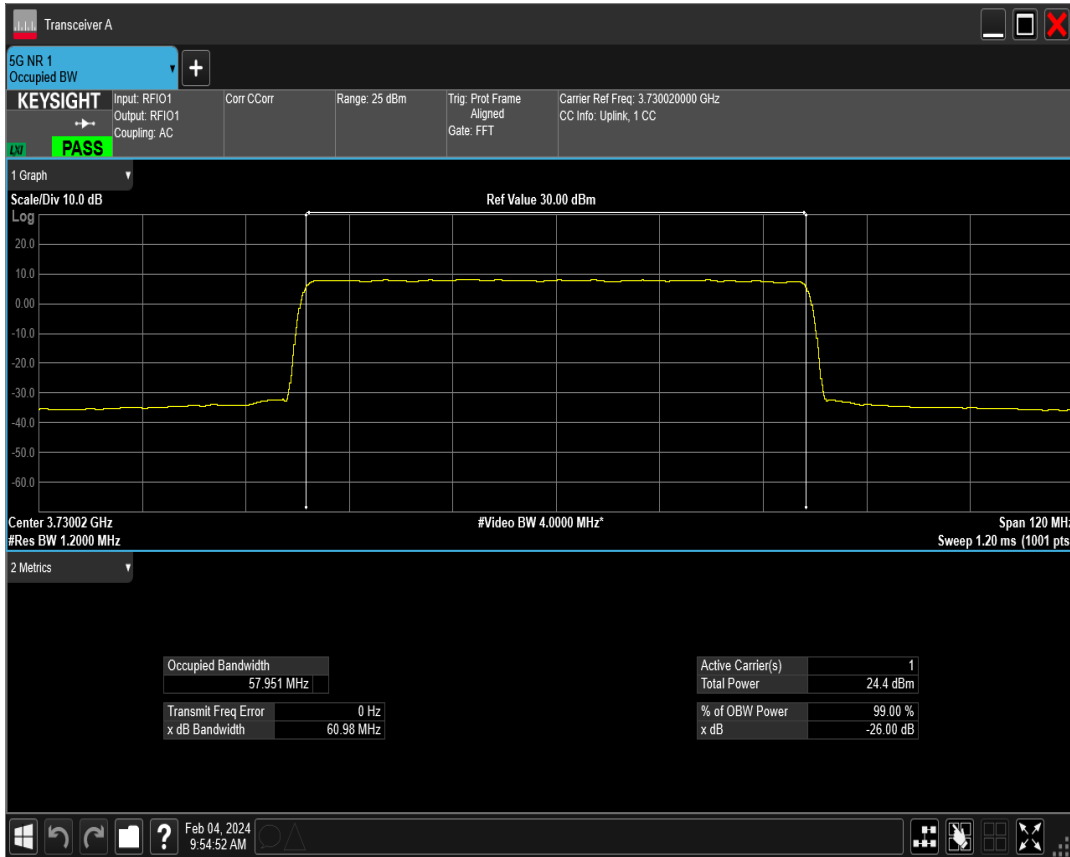 Transceiver A
5G NR 1
Occupied BW
KEYSIGHT
LXI
PASS
Input: RFIO1
Output: RFIO1
Coupling: AC
Corr CCorr
Range: 25 dBm
Trig: Prot Frame
Aligned
Gate: FFT
Carrier Ref Freq: 3.730020000 GHz
CC Info: Uplink, 1 CC
1 Graph
Scale/Div 10.0 dB
Ref Value 30.00 dBm
Log
20.0
10.0
0.00
-10.0
-20.0
-30.0
-40.0
-50.0
-60.0
Center 3.73002 GHz
#Video BW 4.0000 MHz*
Span 120 MHz
#Res BW 1.2000 MHz
Sweep 1.20 ms (1001 pts
2 Metrics
Occupied Bandwidth
57.951 MHz
Transmit Freq Error 0 Hz
x dB Bandwidth 60.98 MHz
Active Carrier(s) 1
Total Power 24.4 dBm
% of OBW Power 99.00 %
x dB -26.00 dB
?
Feb 04, 2024
9:54:52 AM